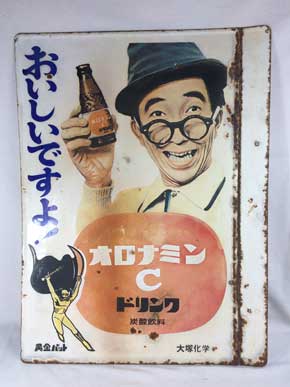 おいしいですよ!
オロナミン
C
ドリンク
炭酸飲料
黄金バット
大塚化学